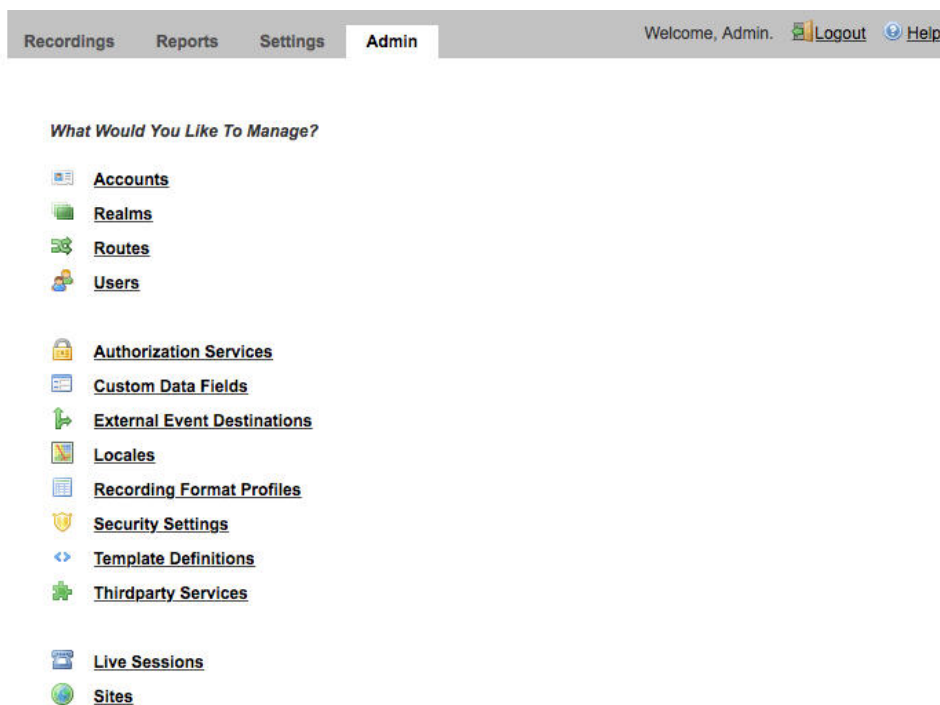 Recordings Reports Settings Admin Welcome, Admin. Logout Help
What Would You Like To Manage?
Accounts
Realms
Routes
Users
Authorization Services
Custom Data Fields
External Event Destinations
Locales
Recording Format Profiles
Security Settings
Template Definitions
Thirdparty Services
Live Sessions
Sites